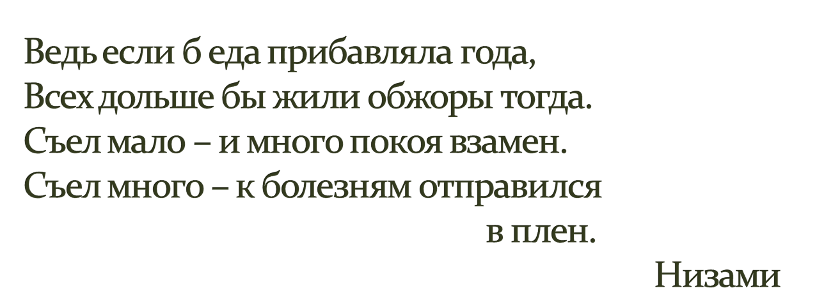 Ведь если б еда прибавляла года,
Всех дольше бы жили обжоры тогда.
Съел мало – и много покоя взамен.
Съел много – к болезням отправился
в плен.
Низами